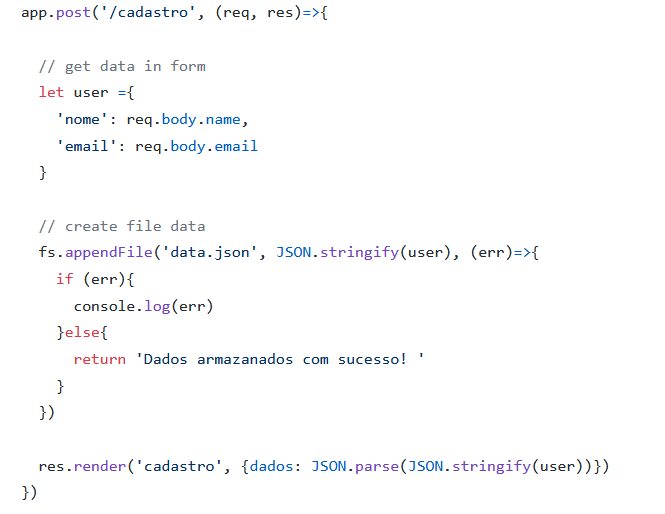 app.post('/cadastro', (req, res)=>{
// get data in form
let user ={
'nome': req.body.name,
'email': req.body.email
}
// create file data
fs.appendFile('data.json', JSON.stringify(user), (err)=>{
if (err){
console.log(err)
}else{
return 'Dados armazanados com sucesso! '
}
})
res.render('cadastro', {dados: JSON.parse(JSON.stringify(user))})
})